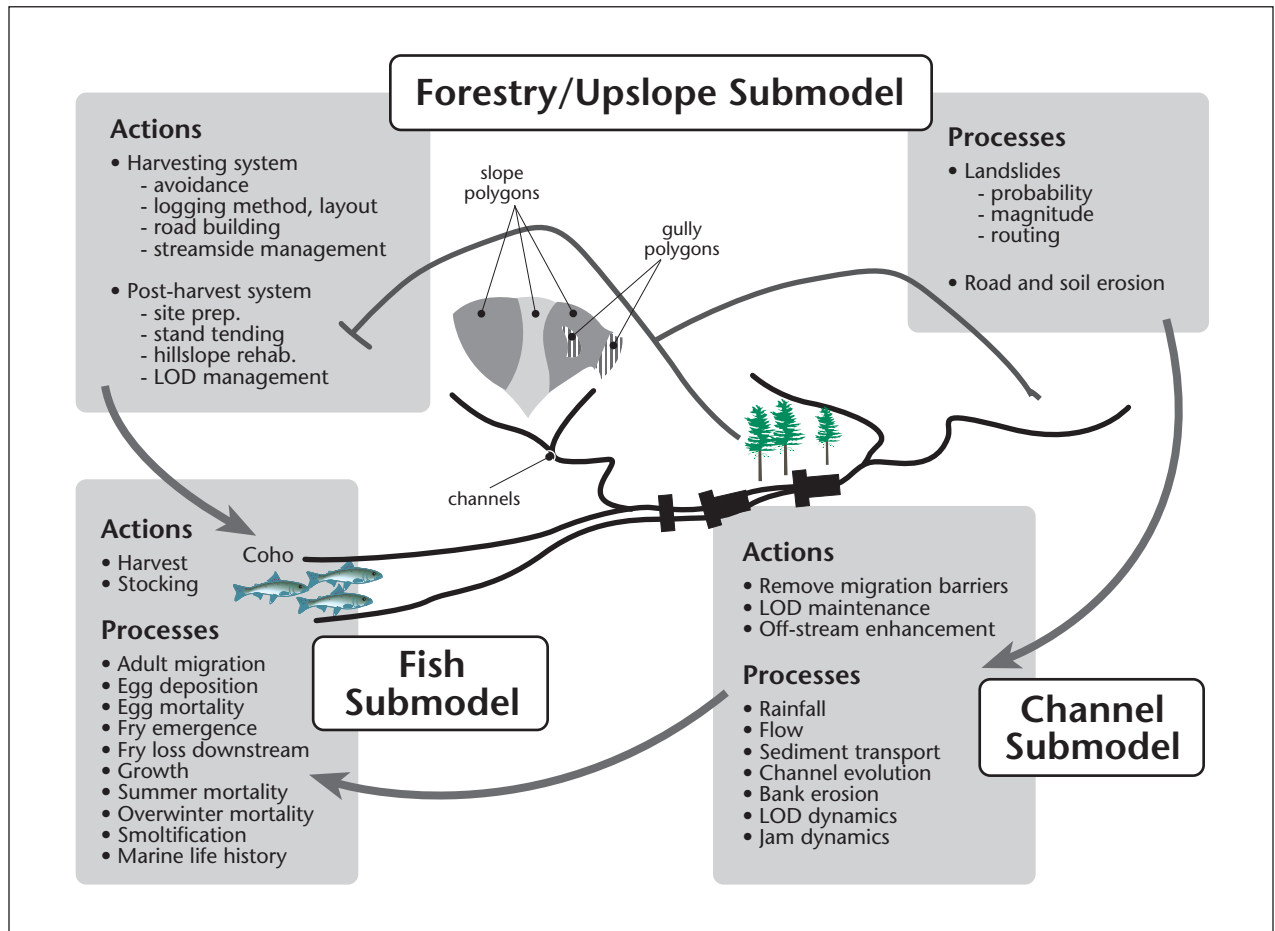 Forestry/Upslope Submodel
Actions
• Harvesting system
- avoidance
- logging method, layout
- road building
- streamside management
• Post-harvest system
- site prep.
- stand tending
- hillslope rehab.
- LOD management
slope
polygons
gully
polygons
channels
Processes
• Landslides
- probability
- magnitude
- routing
• Road and soil erosion
Actions
• Harvest
• Stocking
Coho
Processes
• Adult migration
• Egg deposition
• Egg mortality
• Fry emergence
• Fry loss downstream
• Growth
• Summer mortality
• Overwinter mortality
• Smoltification
• Marine life history
Fish
Submodel
Actions
• Remove migration barriers
• LOD maintenance
• Off-stream enhancement
Processes
• Rainfall
• Flow
• Sediment transport
• Channel evolution
• Bank erosion
• LOD dynamics
• Jam dynamics
Channel
Submodel